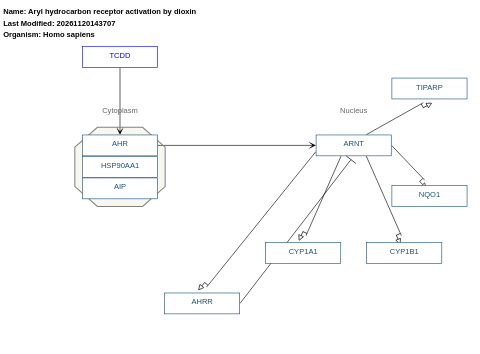 Name: Aryl hydrocarbon receptor activation by dioxin
Last Modified: 20261120143707
Organism: Homo sapiens
TCDD
TIPARP
Cytoplasm
Nucleus
AHR
ARNT
HSP90AA1
AIP
NQO1
CYP1A1
CYP1B1
AHRR